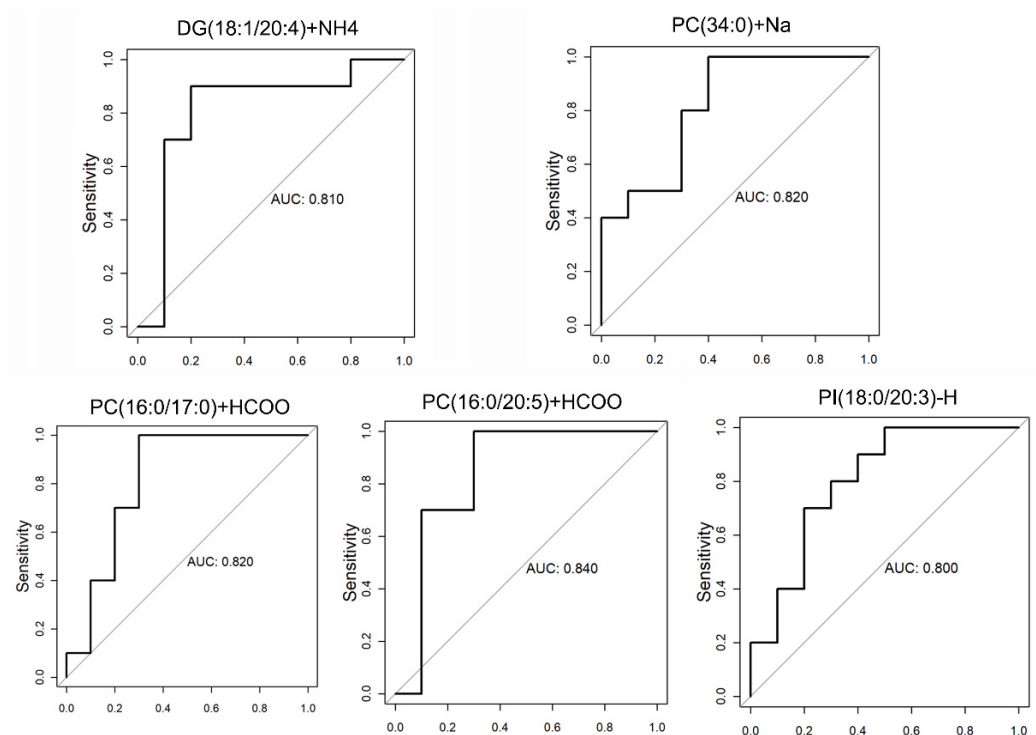 DG(18:1/20:4)+NH4
Sensitivity
0.0 0.2 0.4 0.6 0.8 1.0
AUC: 0.810
0.0 0.2 0.4 0.6 0.8 1.0
PC(34:0)+Na
Sensitivity
0.0 0.2 0.4 0.6 0.8 1.0
AUC: 0.820
0.0 0.2 0.4 0.6 0.8 1.0
PC(16:0/17:0)+HCOO
Sensitivity
0.0 0.2 0.4 0.6 0.8 1.0
AUC: 0.820
0.0 0.2 0.4 0.6 0.8 1.0
PC(16:0/20:5)+HCOO
Sensitivity
0.0 0.2 0.4 0.6 0.8 1.0
AUC: 0.840
0.0 0.2 0.4 0.6 0.8 1.0
PI(18:0/20:3)-H
Sensitivity
0.0 0.2 0.4 0.6 0.8 1.0
AUC: 0.800
0.0 0.2 0.4 0.6 0.8 1.0